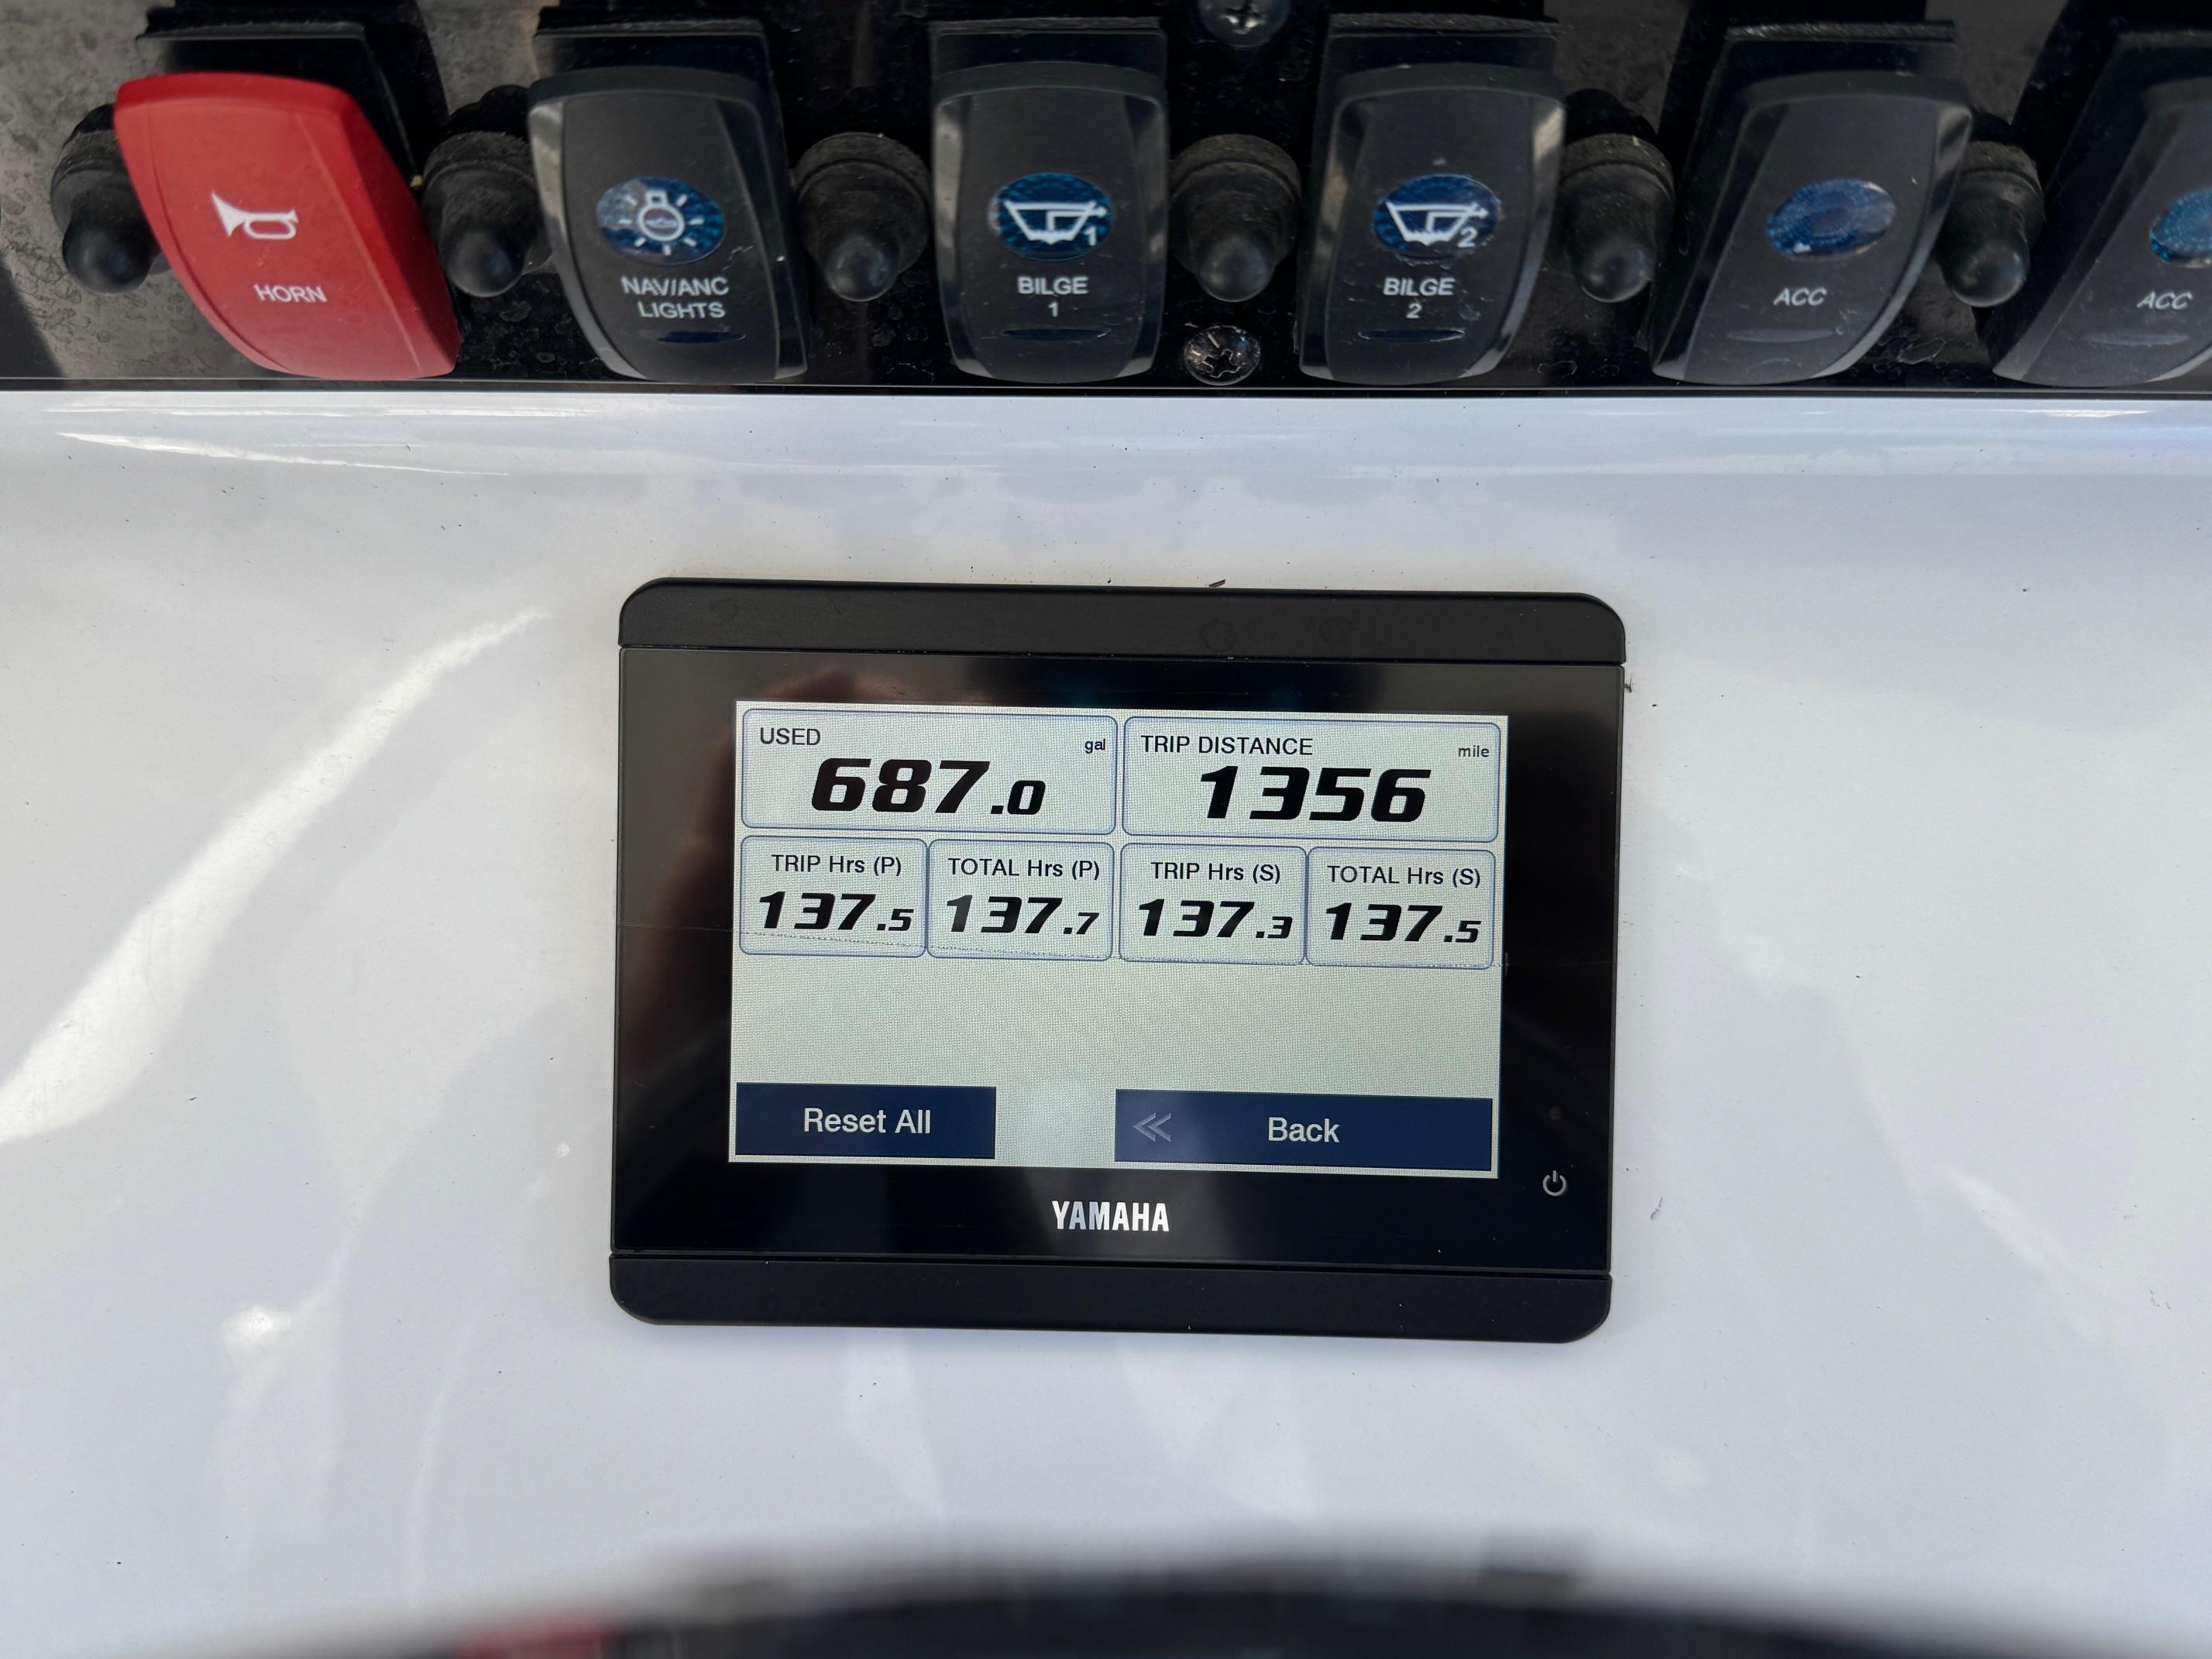 HORN
NAV/ANC
LIGHTS
1
BILGE
1
2
BILGE
2
ACC
ACC
USED
gal
687.0
TRIP DISTANCE
mile
1356
TRIP Hrs (P)
137.5
TOTAL Hrs (P)
137.7
TRIP Hrs (S)
137.3
TOTAL Hrs (S)
137.5
Reset All
Back
YAMAHA